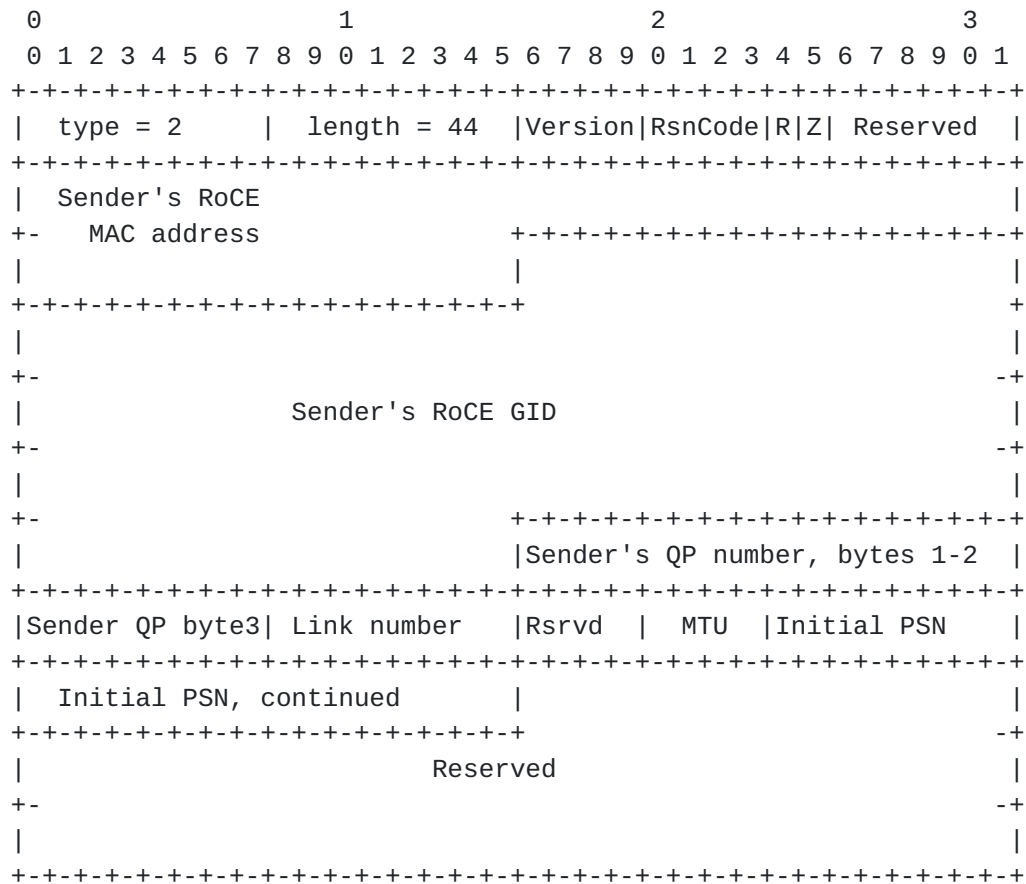 0                   1                   2                   3
 0 1 2 3 4 5 6 7 8 9 0 1 2 3 4 5 6 7 8 9 0 1 2 3 4 5 6 7 8 9 0 1
+-+-+-+-+-+-+-+-+-+-+-+-+-+-+-+-+-+-+-+-+-+-+-+-+-+-+-+-+-+-+-+-+
|  type = 2     |  length = 44  |Version|RsnCode|R|Z| Reserved  |
+-+-+-+-+-+-+-+-+-+-+-+-+-+-+-+-+-+-+-+-+-+-+-+-+-+-+-+-+-+-+-+-+
|  Sender's RoCE                                                |
+-   MAC address                +-+-+-+-+-+-+-+-+-+-+-+-+-+-+-+-+
|                               |                               |
+-+-+-+-+-+-+-+-+-+-+-+-+-+-+-+-+                               +
|                                                               |
+-                                                             -+
|                 Sender's RoCE GID                             |
+-                                                             -+
|                                                               |
+-                              +-+-+-+-+-+-+-+-+-+-+-+-+-+-+-+-+
|                               |Sender's QP number, bytes 1-2  |
+-+-+-+-+-+-+-+-+-+-+-+-+-+-+-+-+-+-+-+-+-+-+-+-+-+-+-+-+-+-+-+-+
|Sender QP byte3| Link number   |Rsrvd  |  MTU  |Initial PSN    |
+-+-+-+-+-+-+-+-+-+-+-+-+-+-+-+-+-+-+-+-+-+-+-+-+-+-+-+-+-+-+-+-+
|  Initial PSN, continued       |                               |
+-+-+-+-+-+-+-+-+-+-+-+-+-+-+-+-+                              -+
|                          Reserved                             |
+-                                                             -+
|                                                               |
+-+-+-+-+-+-+-+-+-+-+-+-+-+-+-+-+-+-+-+-+-+-+-+-+-+-+-+-+-+-+-+-+